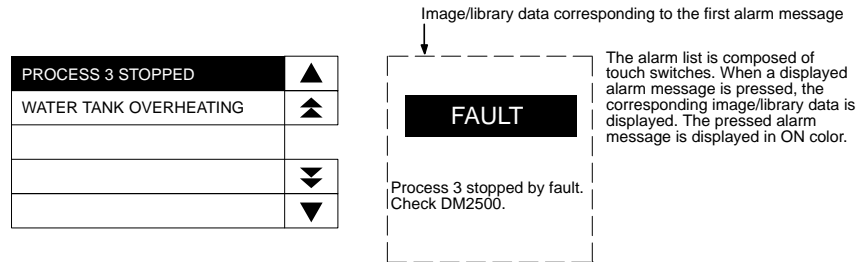 Image/library data corresponding to the first alarm message
PROCESS 3 STOPPED
WATER TANK OVERHEATING
FAULT
Process 3 stopped by fault.
Check DM2500.
The alarm list is composed of
touch switches. When a displayed
alarm message is pressed, the
corresponding image/library data is
displayed. The pressed alarm
message is displayed in ON color.